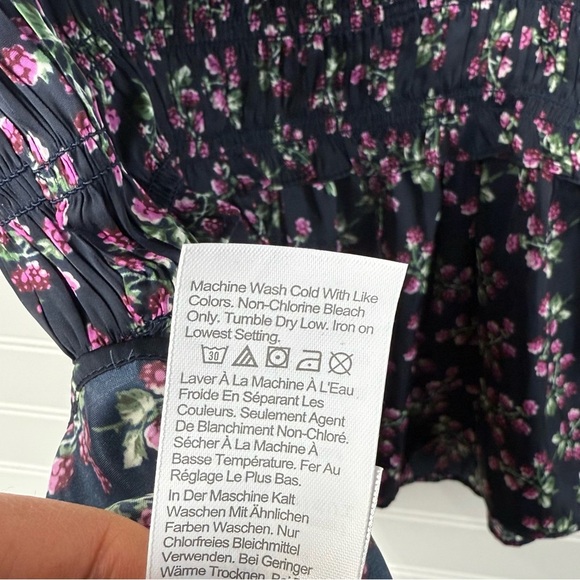 Machine Wash Cold With Like
Colors. Non-Chlorine Bleach
Only. Tumble Dry Low. Iron on
Lowest Setting.
30
Laver À La Machine À L'Eau
Froide En Séparant Les
Couleurs. Seulement Agent
De Blanchiment Non-Chloré.
Sécher À La Machine À
Basse Température. Fer Au
Réglage Le Plus Bas.
In Der Maschine Kalt
Waschen Mit Ähnlichen
Farben Waschen. Nur
Chlorfreies Bleichmittel
Verwenden. Bei Geringer
Wärme Trocknen. Bei